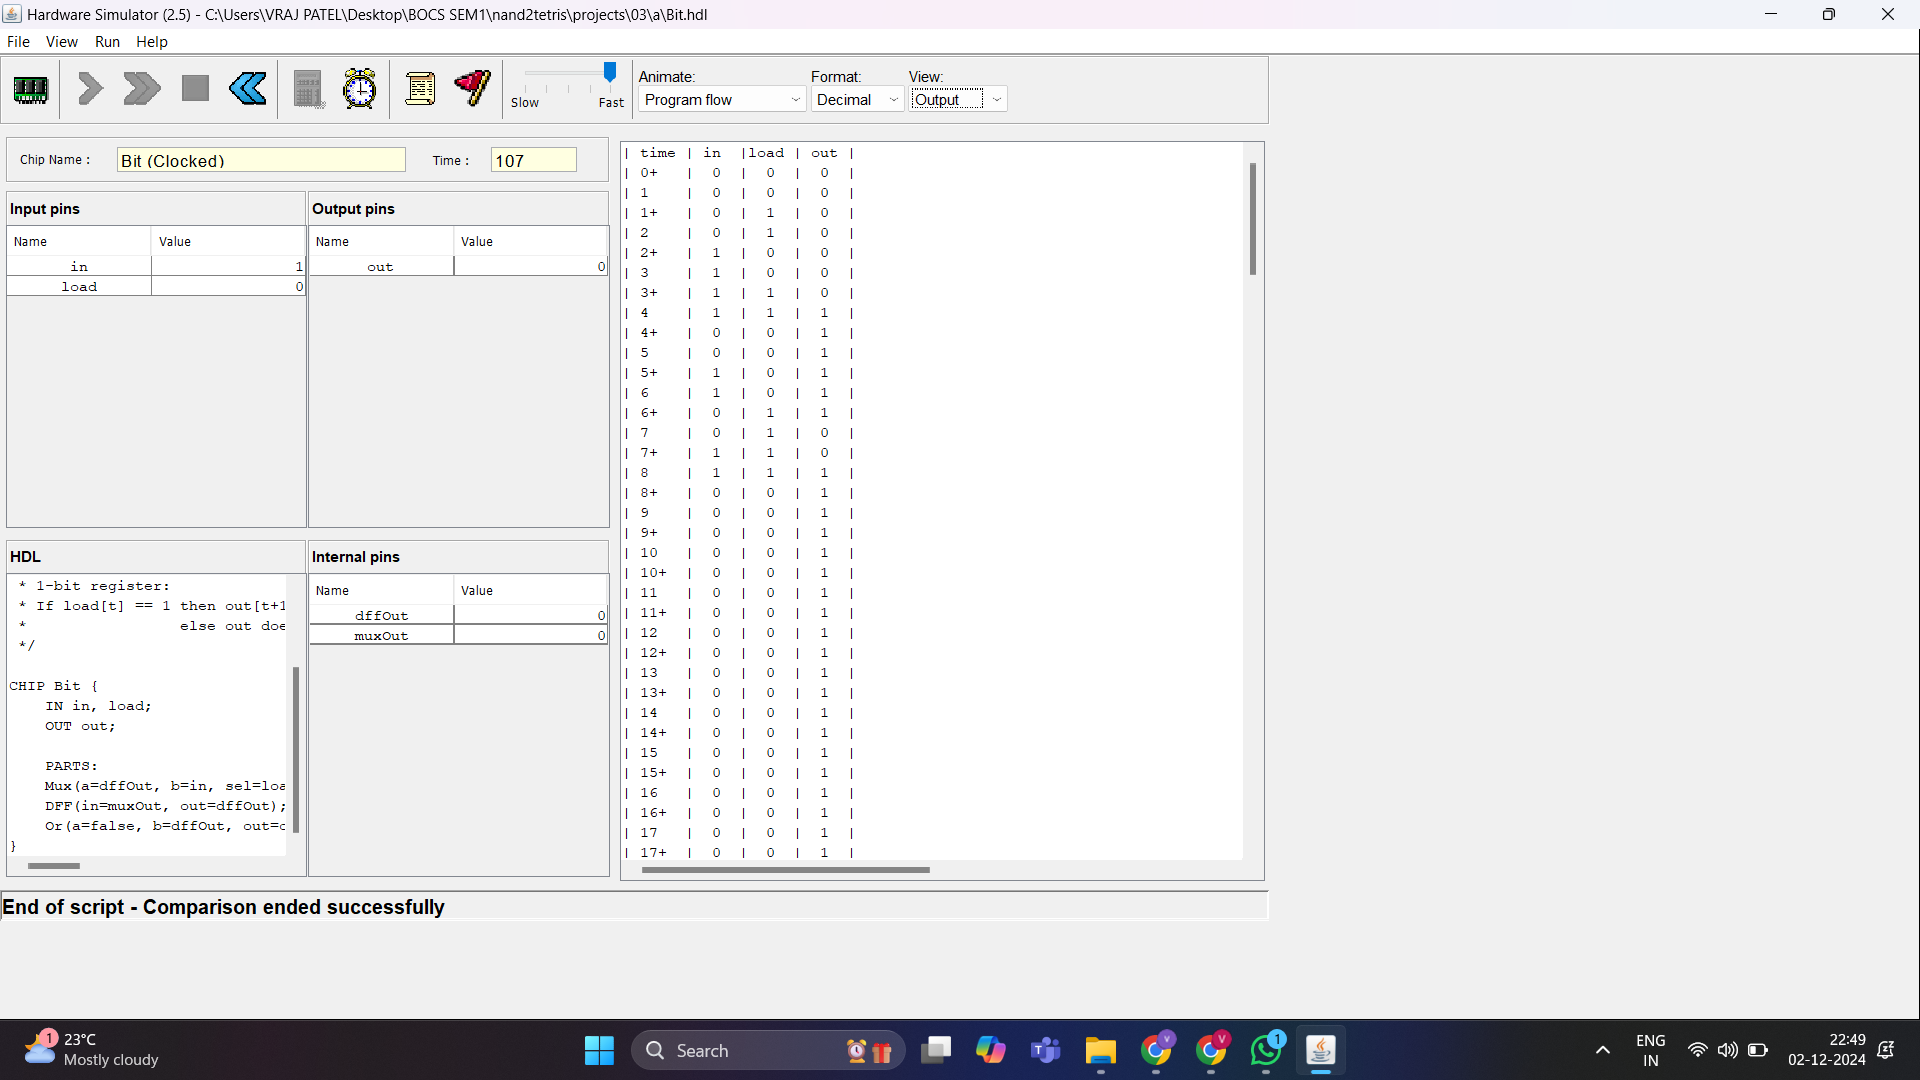 Hardware Simulator (2.5) - C:\Users\VRAJ PATEL\Desktop\BOCS SEM1\nand2tetris\projects\03\a\Bit.hdl
File View Run Help
Slow Fast
Animate: Format: View:
Program flow Decimal Output
Chip Name : Bit (Clocked) Time : 107
Input pins
Name Value
in 1
load 0
Output pins
Name Value
out 0
HDL
* 1-bit register:
* If load[t] == 1 then out[t+1
* else out doe
*/
CHIP Bit {
IN in, load;
OUT out;
PARTS:
Mux(a=dffOut, b=in, sel=loa
DFF(in=muxOut, out=dffOut);
Or(a=false, b=dffOut, out=o
}
Internal pins
Name Value
dffOut 0
muxOut 0
| time | in |load | out |
| 0+ | 0 | 0 | 0 |
| 1 | 0 | 0 | 0 |
| 1+ | 0 | 1 | 0 |
| 2 | 0 | 1 | 0 |
| 2+ | 1 | 0 | 0 |
| 3 | 1 | 0 | 0 |
| 3+ | 1 | 1 | 0 |
| 4 | 1 | 1 | 1 |
| 4+ | 0 | 0 | 1 |
| 5 | 0 | 0 | 1 |
| 5+ | 1 | 0 | 1 |
| 6 | 1 | 0 | 1 |
| 6+ | 0 | 1 | 1 |
| 7 | 0 | 1 | 0 |
| 7+ | 1 | 1 | 0 |
| 8 | 1 | 1 | 1 |
| 8+ | 0 | 0 | 1 |
| 9 | 0 | 0 | 1 |
| 9+ | 0 | 0 | 1 |
| 10 | 0 | 0 | 1 |
| 10+ | 0 | 0 | 1 |
| 11 | 0 | 0 | 1 |
| 11+ | 0 | 0 | 1 |
| 12 | 0 | 0 | 1 |
| 12+ | 0 | 0 | 1 |
| 13 | 0 | 0 | 1 |
| 13+ | 0 | 0 | 1 |
| 14 | 0 | 0 | 1 |
| 14+ | 0 | 0 | 1 |
| 15 | 0 | 0 | 1 |
| 15+ | 0 | 0 | 1 |
| 16 | 0 | 0 | 1 |
| 16+ | 0 | 0 | 1 |
| 17 | 0 | 0 | 1 |
| 17+ | 0 | 0 | 1 |
End of script - Comparison ended successfully
1
23°C
Mostly cloudy
Search
V
V
1
ENG
IN
22:49
02-12-2024